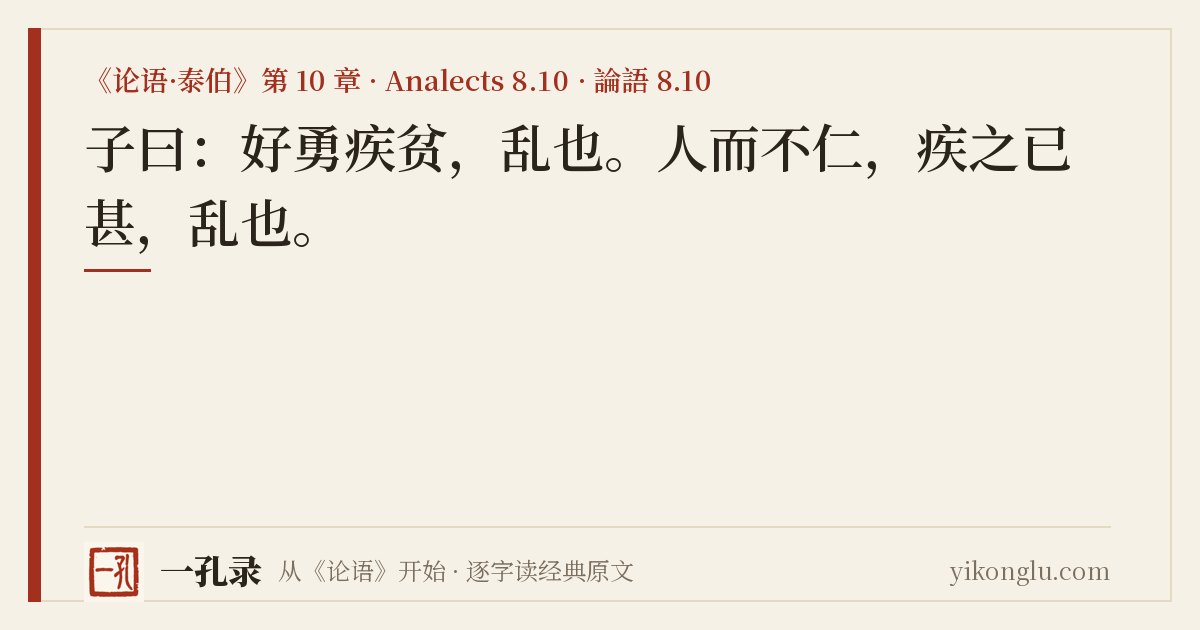 《论语·泰伯》第 10 章 · Analects 8.10 · 論語 8.10
子曰：好勇疾贫，乱也。人而不仁，疾之已
甚，乱也。
一孔
一孔录 从《论语》开始 · 逐字读经典原文 yikonglu.com